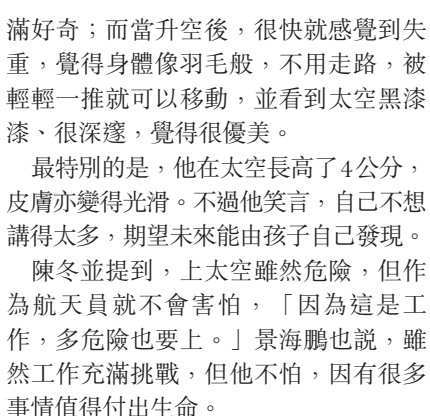 滿好奇；而當升空後，很快就感覺到失
重，覺得身體像羽毛般，不用走路，被
輕輕一推就可以移動，並看到太空黑漆
漆、很深邃，覺得很優美。
最特別的是，他在太空長高了4公分，
皮膚亦變得光滑。不過他笑言，自己不想
講得太多，期望未來能由孩子自己發現。
陳冬並提到，上太空雖然危險，但作
為航天員就不會害怕，「因為這是工
作，多危險也要上。」景海鵬也說，雖
然工作充滿挑戰，但他不怕，因有很多
事情值得付出生命。